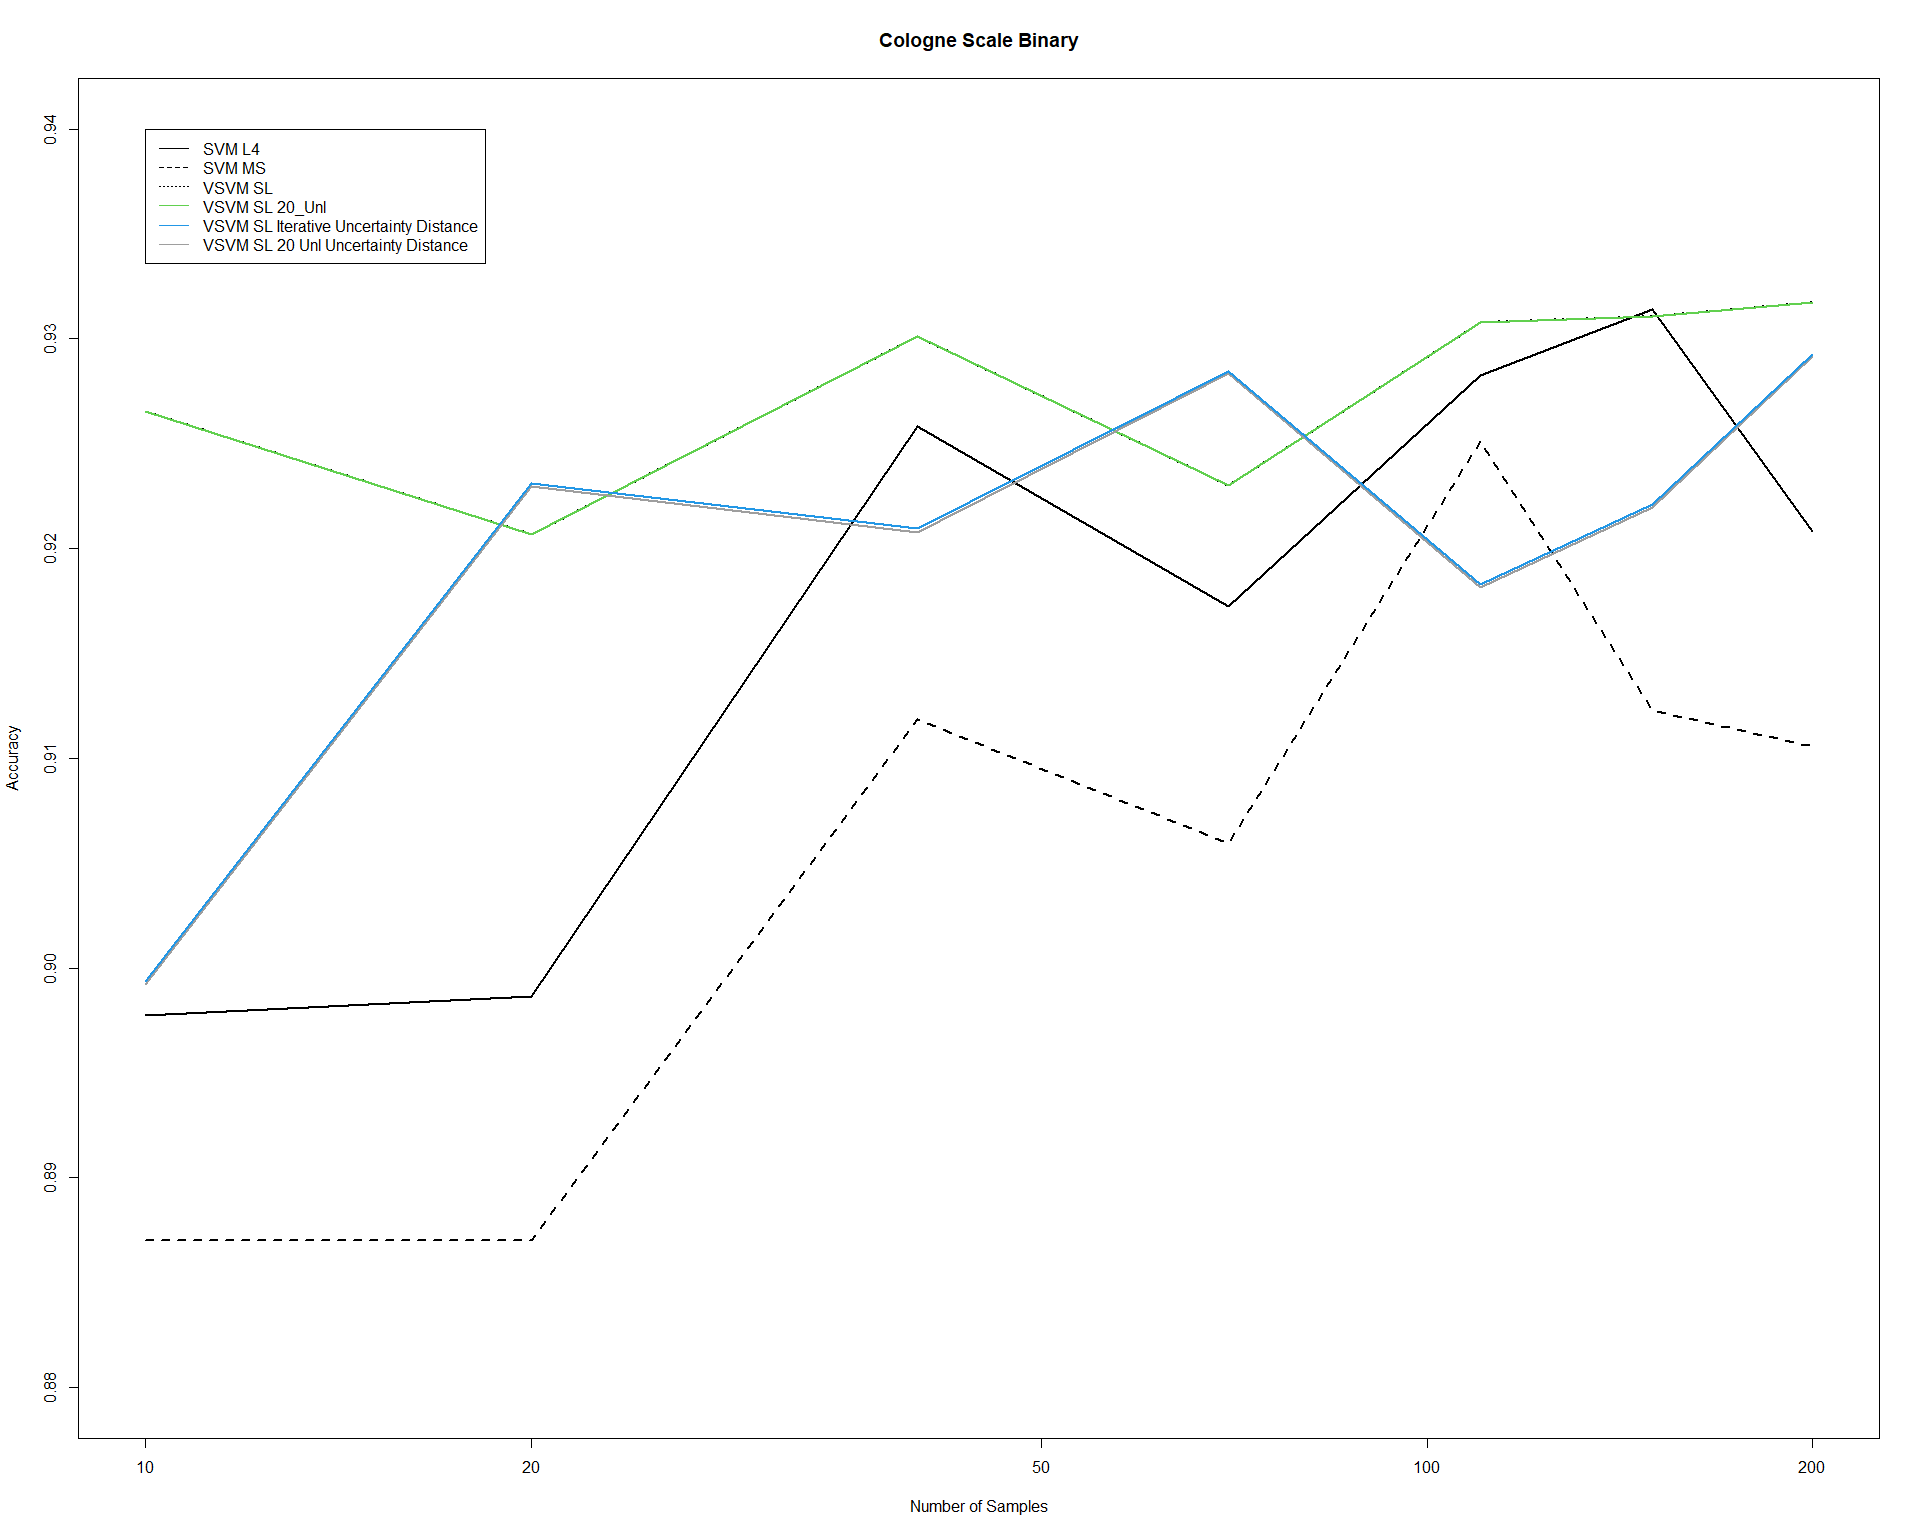 Cologne Scale Binary
0.94
0.93
0.92
0.91
0.90
0.89
0.88
Accuracy
SVM L4
SVM MS
VSVM SL
VSVM SL 20_Unl
VSVM SL Iterative Uncertainty Distance
VSVM SL 20 Unl Uncertainty Distance
10 20 50 100 200
Number of Samples